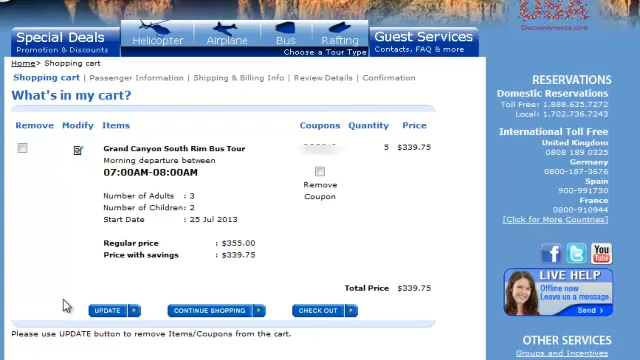 USA
DiscoverAmerica.com
Special Deals
Promotion & Discounts
Helicopter
Airplane
Bus
Rafting
Choose a Tour Type
Guest Services
Contacts, FAQ & more
Home> Shopping cart
Shopping cart | Passenger Information | Shipping & Billing Info | Review Details | Confirmation
What's in my cart?
Remove Modify Items Coupons Quantity Price
Grand Canyon South Rim Bus Tour 5 $339.75
Morning departure between
07:00AM-08:00AM
Remove
Coupon
Number of Adults : 3
Number of Children : 2
Start Date : 25 Jul 2013
Regular price : $355.00
Price with savings : $339.75
Total Price $339.75
UPDATE CONTINUE SHOPPING CHECK OUT
Please use UPDATE button to remove Items/Coupons from the cart.
RESERVATIONS
Domestic Reservations
Toll Free: 1.888.635.7272
Local: 1.702.736.7243
International Toll Free
United Kingdom
0808 189 0325
Germany
0800-187-3676
Spain
900-991730
France
0800-910944
[Click for More Countries]
f t You Tube
LIVE HELP
Offline now
Leave us a message.
Send >
OTHER SERVICES
Groups and Incentives